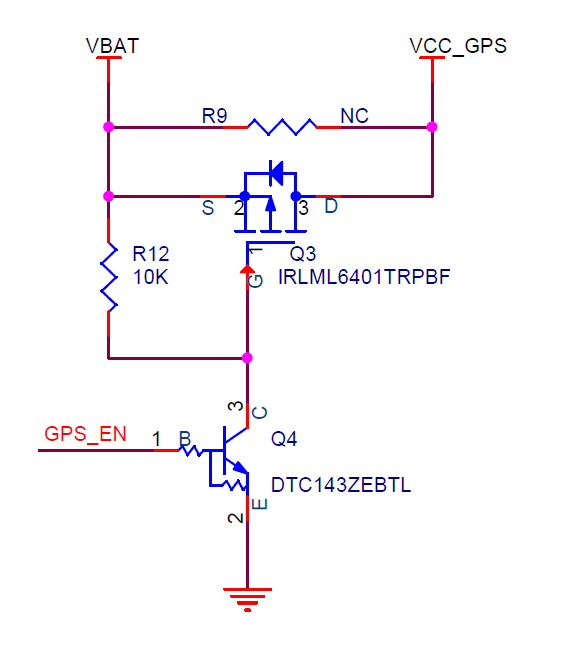 VBAT
VCC_GPS
R9
NC
S
2
3
D
R12
10K
1
Q3
G
IRLML6401TRPBF
3
C
GPS_EN
1
B
Q4
DTC143ZEBTL
2
E